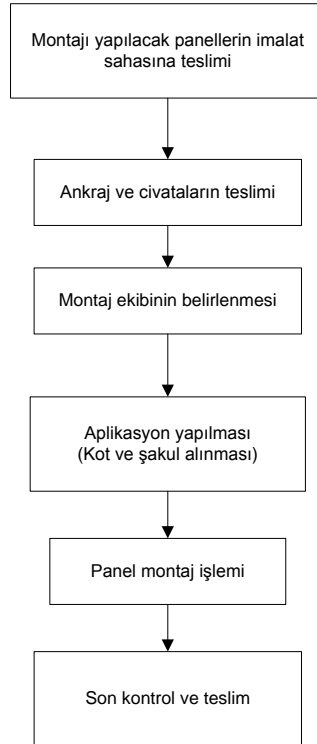 Montajı yapılacak panellerin imalat
sahasına teslimi
Ankraj ve civataların teslimi
Montaj ekibinin belirlenmesi
Aplikasyon yapılması
(Kot ve şakul alınması)
Panel montaj işlemi
Son kontrol ve teslim